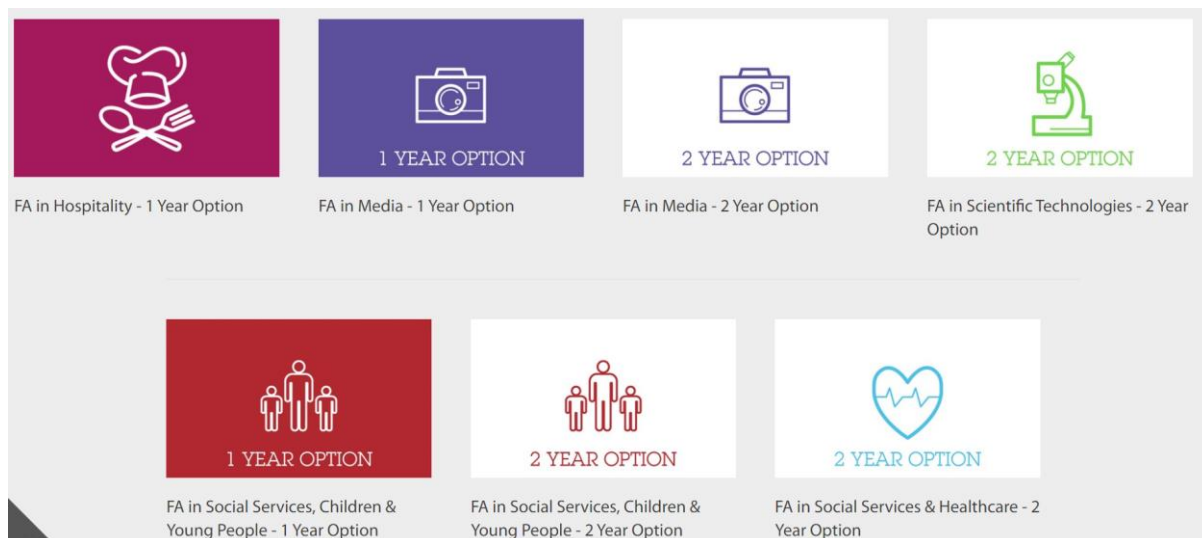 1 YEAR OPTION
2 YEAR OPTION
2 YEAR OPTION
FA in Hospitality - 1 Year Option
FA in Media - 1 Year Option
FA in Media - 2 Year Option
FA in Scientific Technologies - 2 Year
Option
1 YEAR OPTION
2 YEAR OPTION
2 YEAR OPTION
FA in Social Services, Children &
Young People - 1 Year Option
FA in Social Services, Children &
Young People - 2 Year Option
FA in Social Services & Healthcare - 2
Year Option